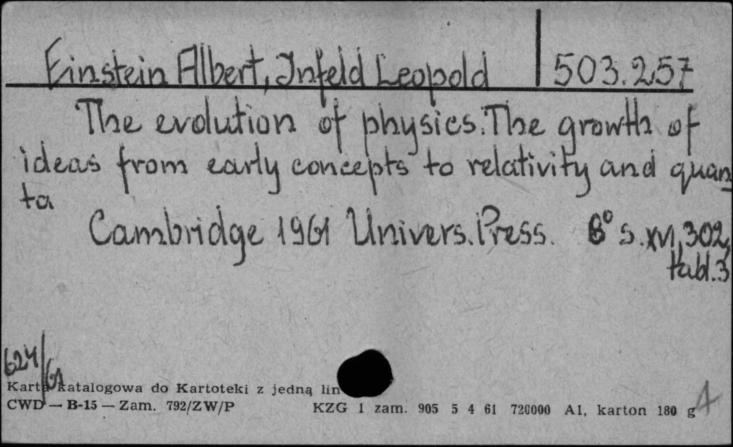 Einstein Albert, Infeld Leopold 503.257
The evolution of physics. The growth of
ideas from early concepts to relativity and quan
ta
Cambridge 1961 Univers. Press. 8° s. XVI, 302,
tabl. 3
624/61
Karta katalogowa do Kartoteki z jedną lin
CWD — B-15 — Zam. 792/ZW/P KZG 1 zam. 905 5 4 61 720000 A1, karton 180 g